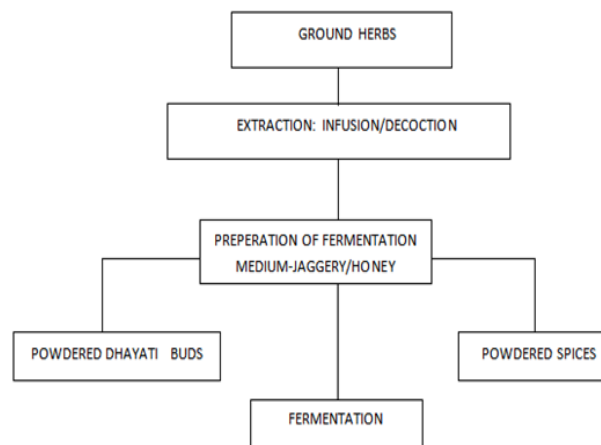 GROUND HERBS
EXTRACTION: INFUSION/DECOCTION
PREPERATION OF FERMENTATION
MEDIUM-JAGGERY/HONEY
POWDERED DHAYATI BUDS
POWDERED SPICES
FERMENTATION